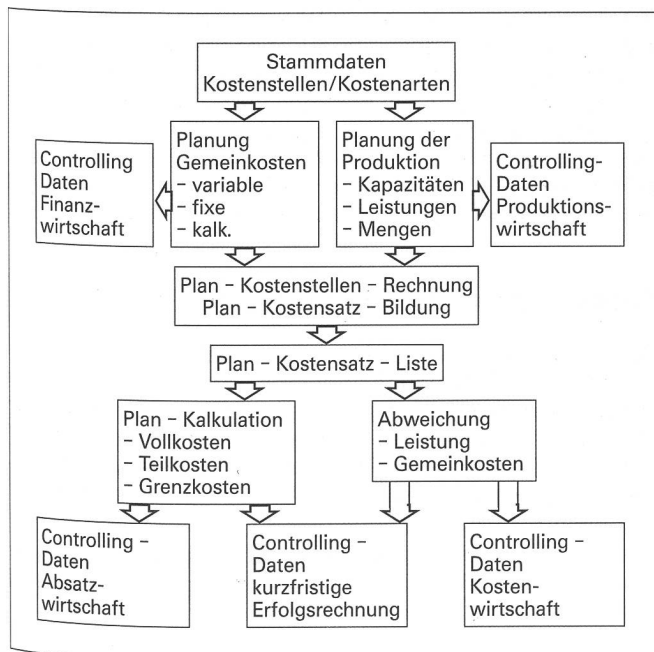 Stammdaten
Kostenstellen/Kostenarten
Controlling
Daten
Finanz-
wirtschaft
Planung
Gemeinkosten
– variable
– fixe
– kalk.
Planung der
Produktion
– Kapazitäten
– Leistungen
– Mengen
Controlling-
Daten
Produktions-
wirtschaft
Plan – Kostenstellen – Rechnung
Plan – Kostensatz – Bildung
Plan – Kostensatz – Liste
Plan – Kalkulation
– Vollkosten
– Teilkosten
– Grenzkosten
Abweichung
– Leistung
– Gemeinkosten
Controlling –
Daten
Absatz-
wirtschaft
Controlling –
Daten
kurzfristige
Erfolgsrechnung
Controlling –
Daten
Kosten-
wirtschaft